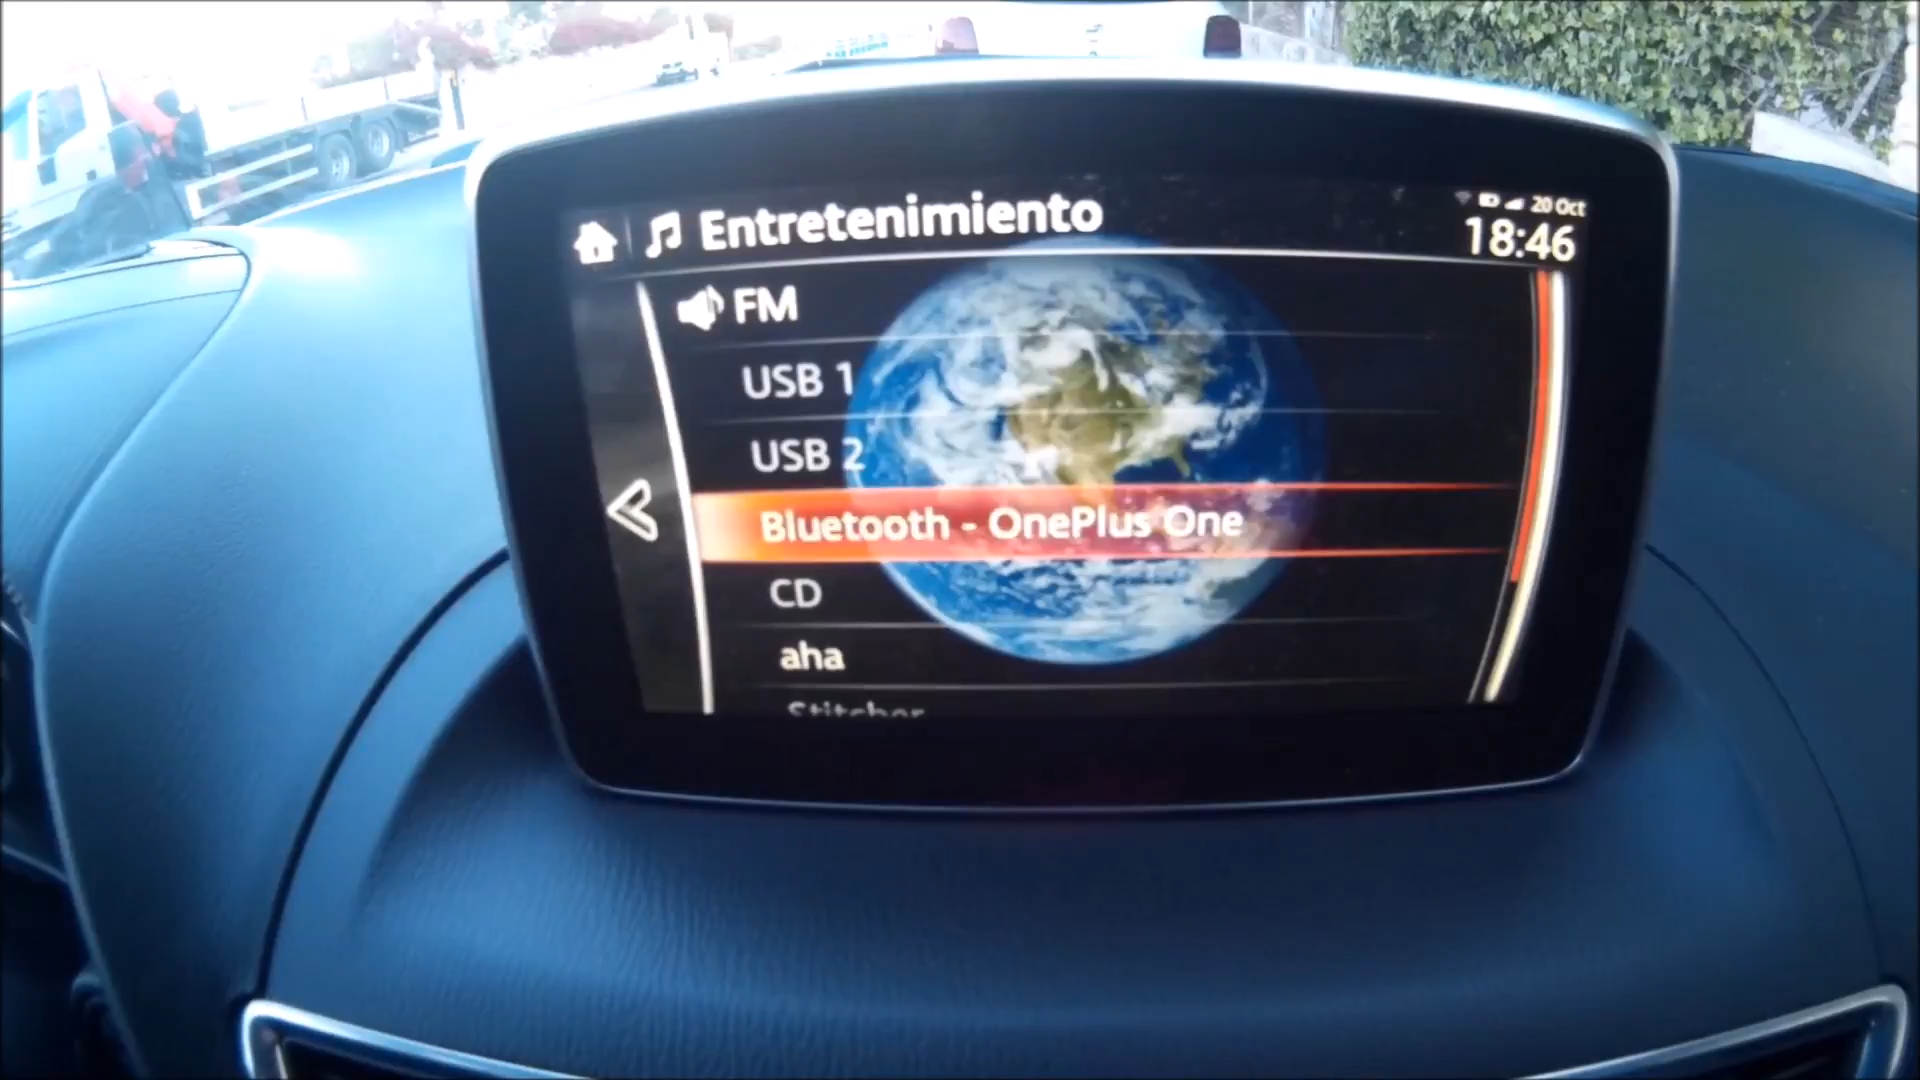 Entretenimiento
20 Oct
18:46
FM
USB 1
USB 2
Bluetooth - OnePlus One
CD
aha
Stitcher